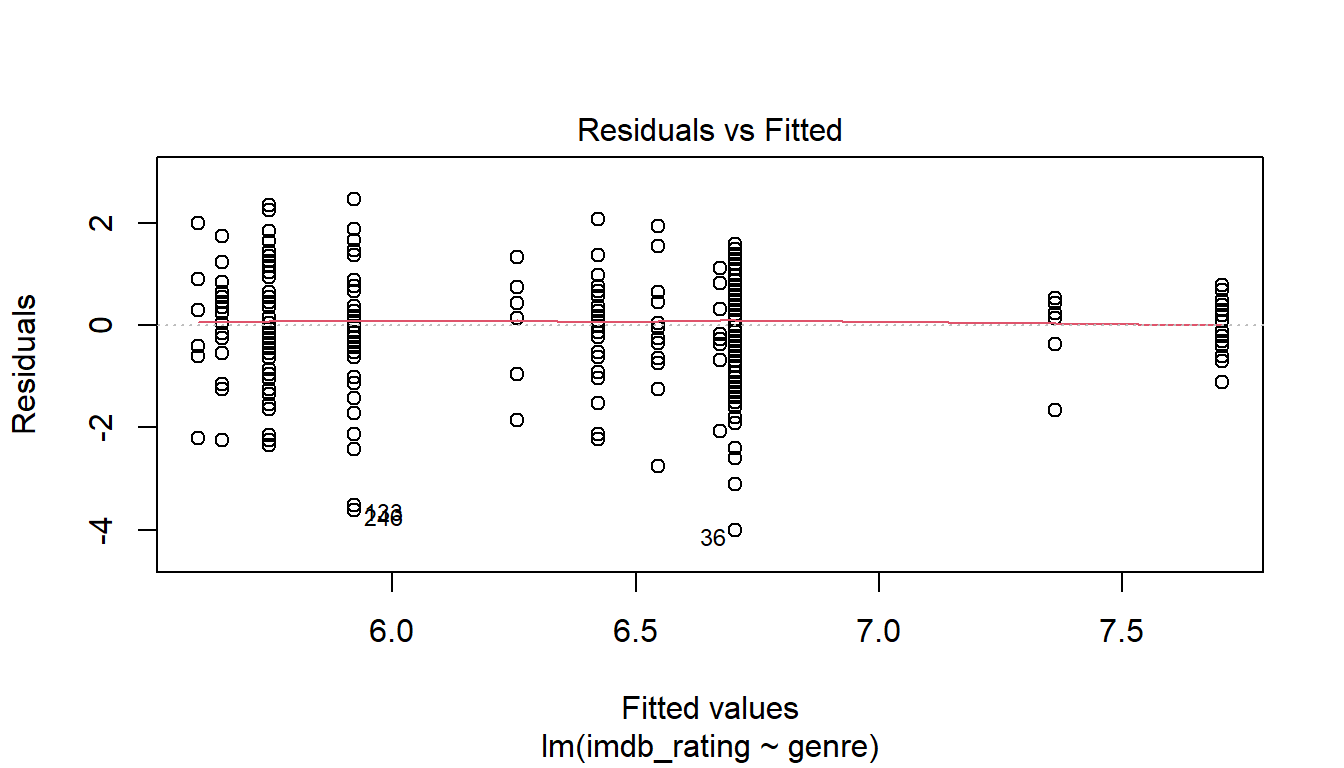 Residuals vs Fitted
Residuals
2
0
-2
-4
246
36
6.0
6.5
7.0
7.5
Fitted values
lm(imdb_rating ~ genre)